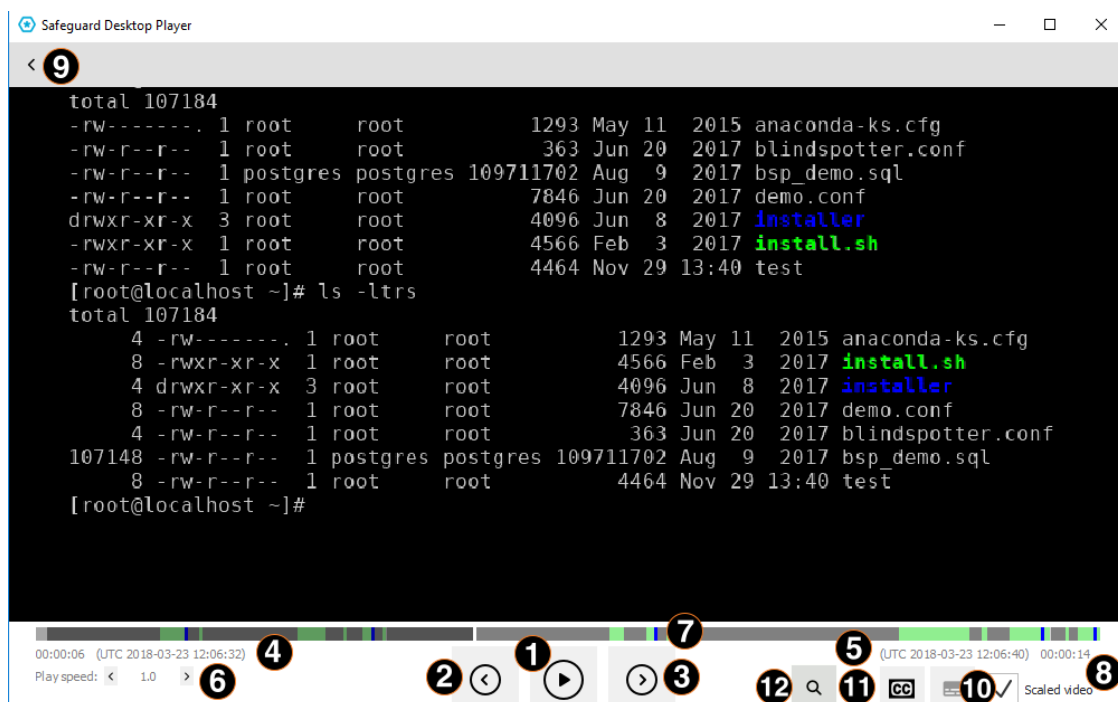 Safeguard Desktop Player
9
total 107184
-rw-------. 1 root root 1293 May 11 2015 anaconda-ks.cfg
-rw-r--r-- 1 root root 363 Jun 20 2017 blindspotter.conf
-rw-r--r-- 1 postgres postgres 109711702 Aug 9 2017 bsp_demo.sql
-rw-r--r-- 1 root root 7846 Jun 20 2017 demo.conf
drwxr-xr-x 3 root root 4096 Jun 8 2017 installer
-rwxr-xr-x 1 root root 4566 Feb 3 2017 install.sh
-rw-r--r-- 1 root root 4464 Nov 29 13:40 test
[root@localhost ~]# ls -ltrs
total 107184
4 -rw-------. 1 root root 1293 May 11 2015 anaconda-ks.cfg
8 -rwxr-xr-x 1 root root 4566 Feb 3 2017 install.sh
4 drwxr-xr-x 3 root root 4096 Jun 8 2017 installer
8 -rw-r--r-- 1 root root 7846 Jun 20 2017 demo.conf
4 -rw-r--r-- 1 root root 363 Jun 20 2017 blindspotter.conf
107148 -rw-r--r-- 1 postgres postgres 109711702 Aug 9 2017 bsp_demo.sql
8 -rw-r--r-- 1 root root 4464 Nov 29 13:40 test
[root@localhost ~]#
7
00:00:06 (UTC 2018-03-23 12:06:32) 4 1 5 (UTC 2018-03-23 12:06:40) 00:00:14
Play speed: 1.0 6 2 3 12 11 CC 10 Scaled video 8